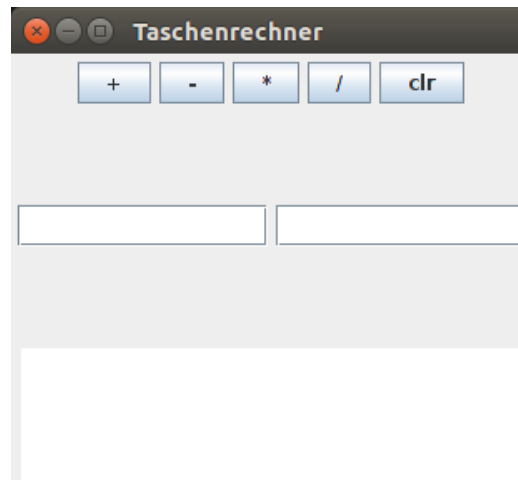 Taschenrechner
+ - * / clr